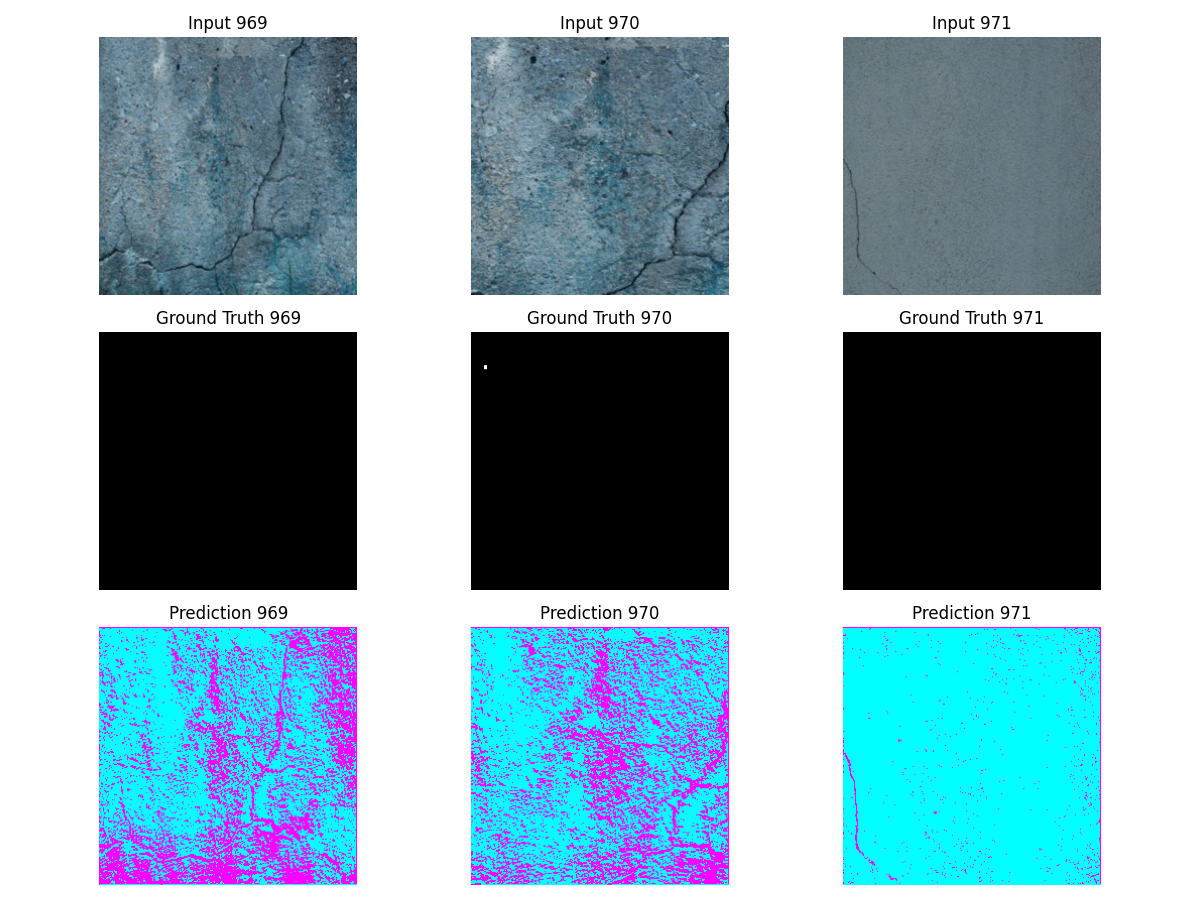 Input 969
Input 970
Input 971
Ground Truth 969
Ground Truth 970
Ground Truth 971
Prediction 969
Prediction 970
Prediction 971